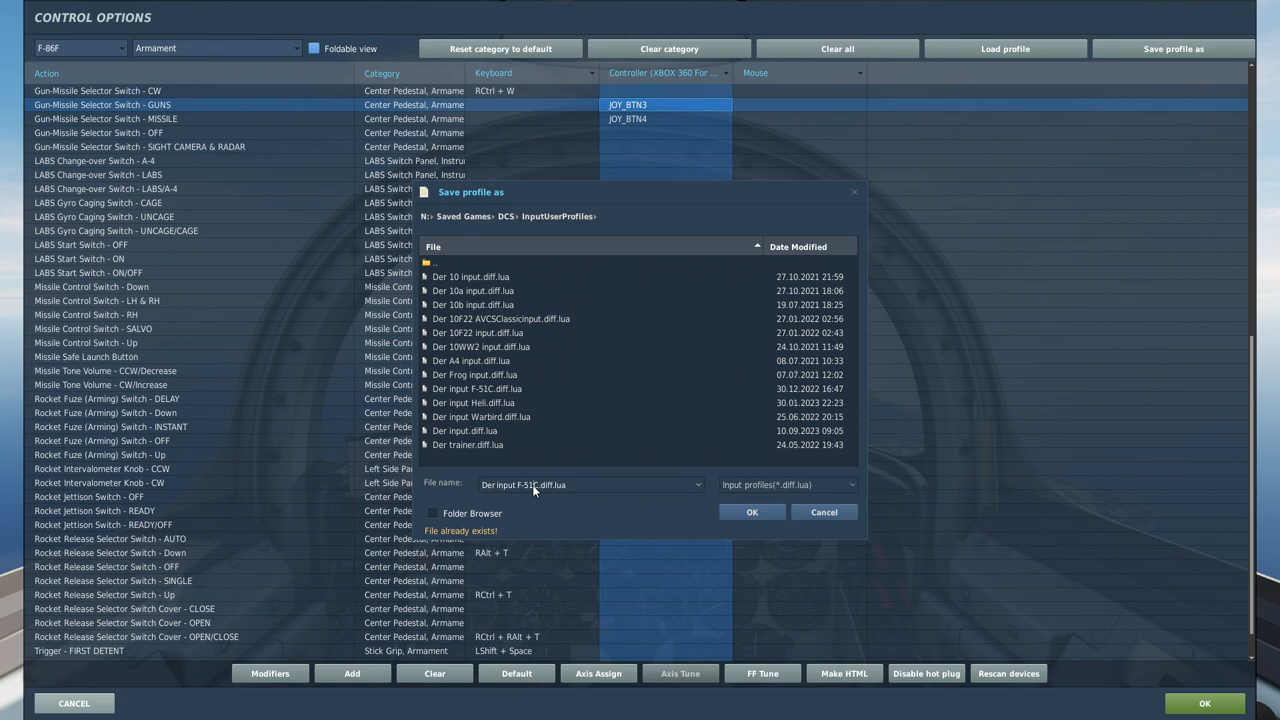 CONTROL OPTIONS
F-86F Armament Foldable view Reset category to default Clear category Clear all Load profile Save profile as
Action Category Keyboard Controller (XBOX 360 For ... Mouse
Gun-Missile Selector Switch - CW Center Pedestal, Armame RCtrl + W
Gun-Missile Selector Switch - GUNS Center Pedestal, Armame JOY_BTN3
Gun-Missile Selector Switch - MISSILE Center Pedestal, Armame JOY_BTN4
Gun-Missile Selector Switch - OFF Center Pedestal, Armame
Gun-Missile Selector Switch - SIGHT CAMERA & RADAR Center Pedestal, Armame
LABS Change-over Switch - A-4 LABS Switch Panel, Instru
LABS Change-over Switch - LABS LABS Switch Panel, Instru
LABS Change-over Switch - LABS/A-4 LABS Swit
LABS Gyro Caging Switch - CAGE LABS Swit
LABS Gyro Caging Switch - UNCAGE LABS Swit
LABS Gyro Caging Switch - UNCAGE/CAGE LABS Swit
LABS Start Switch - OFF LABS Swit
LABS Start Switch - ON LABS Swit
LABS Start Switch - ON/OFF LABS Swit
Missile Control Switch - Down Missile Co
Missile Control Switch - LH & RH Missile Co
Missile Control Switch - RH Missile Co
Missile Control Switch - SALVO Missile Co
Missile Control Switch - Up Missile Co
Missile Safe Launch Button Missile Co
Missile Tone Volume - CCW/Decrease Missile Co
Missile Tone Volume - CW/Increase Missile Co
Rocket Fuze (Arming) Switch - DELAY Center Pe
Rocket Fuze (Arming) Switch - Down Center Pe
Rocket Fuze (Arming) Switch - INSTANT Center Pe
Rocket Fuze (Arming) Switch - OFF Center Pe
Rocket Fuze (Arming) Switch - Up Center Pe
Rocket Intervalometer Knob - CCW Left Side Pa
Rocket Intervalometer Knob - CW Left Side Pa
Rocket Jettison Switch - OFF Center Pe
Rocket Jettison Switch - READY Center Pe
Rocket Jettison Switch - READY/OFF Center Pe
Rocket Release Selector Switch - AUTO Center Pedestal, Armame
Rocket Release Selector Switch - Down Center Pedestal, Armame RAlt + T
Rocket Release Selector Switch - OFF Center Pedestal, Armame
Rocket Release Selector Switch - SINGLE Center Pedestal, Armame
Rocket Release Selector Switch - Up Center Pedestal, Armame RCtrl + T
Rocket Release Selector Switch Cover - CLOSE Center Pedestal, Armame
Rocket Release Selector Switch Cover - OPEN Center Pedestal, Armame
Rocket Release Selector Switch Cover - OPEN/CLOSE Center Pedestal, Armame RCtrl + RAlt + T
Trigger - FIRST DETENT Stick Grip, Armament LShift + Space
Save profile as
N:› Saved Games› DCS› InputUserProfiles›
File Date Modified
..
Der 10 input.diff.lua 27.10.2021 21:59
Der 10a input.diff.lua 27.10.2021 18:06
Der 10b input.diff.lua 19.07.2021 18:25
Der 10F22 AVCSClassicinput.diff.lua 27.01.2022 02:56
Der 10F22 input.diff.lua 27.01.2022 02:43
Der 10WW2 input.diff.lua 24.10.2021 11:49
Der A4 input.diff.lua 08.07.2021 10:33
Der Frog input.diff.lua 07.07.2021 12:02
Der input F-51C.diff.lua 30.12.2022 16:47
Der input Heli.diff.lua 30.01.2023 22:23
Der input Warbird.diff.lua 25.06.2022 20:15
Der input.diff.lua 10.09.2023 09:05
Der trainer.diff.lua 24.05.2022 19:43
File name: Der input F-51C.diff.lua Input profiles(*.diff.lua)
Folder Browser OK Cancel
File already exists!
Modifiers Add Clear Default Axis Assign Axis Tune FF Tune Make HTML Disable hot plug Rescan devices
CANCEL OK